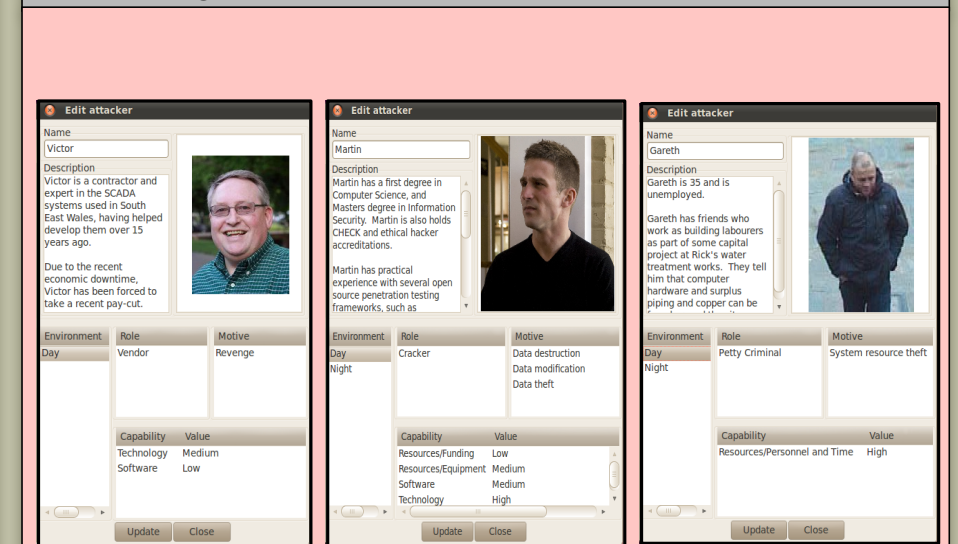 Edit attacker
Name
Victor
Description
Victor is a contractor and
expert in the SCADA
systems used in South
East Wales, having helped
develop them over 15
years ago.
Due to the recent
economic downtime,
Victor has been forced to
take a recent pay-cut.
Environment Role Motive
Day Vendor Revenge
Capability Value
Technology Medium
Software Low
Update Close
Edit attacker
Name
Martin
Description
Martin has a first degree in
Computer Science, and
Masters degree in Information
Security. Martin is also holds
CHECK and ethical hacker
accreditations.
Martin has practical
experience with several open
source penetration testing
frameworks, such as
Environment Role Motive
Day Cracker Data destruction
Night Data modification
Data theft
Capability Value
Resources/Funding Low
Resources/Equipment Medium
Software Medium
Technology High
Update Close
Edit attacker
Name
Gareth
Description
Gareth is 35 and is
unemployed.
Gareth has friends who
work as building labourers
as part of some capital
project at Rick's water
treatment works. They tell
him that computer
hardware and surplus
piping and copper can be
Environment Role Motive
Day Petty Criminal System resource theft
Night
Capability Value
Resources/Personnel and Time High
Update Close